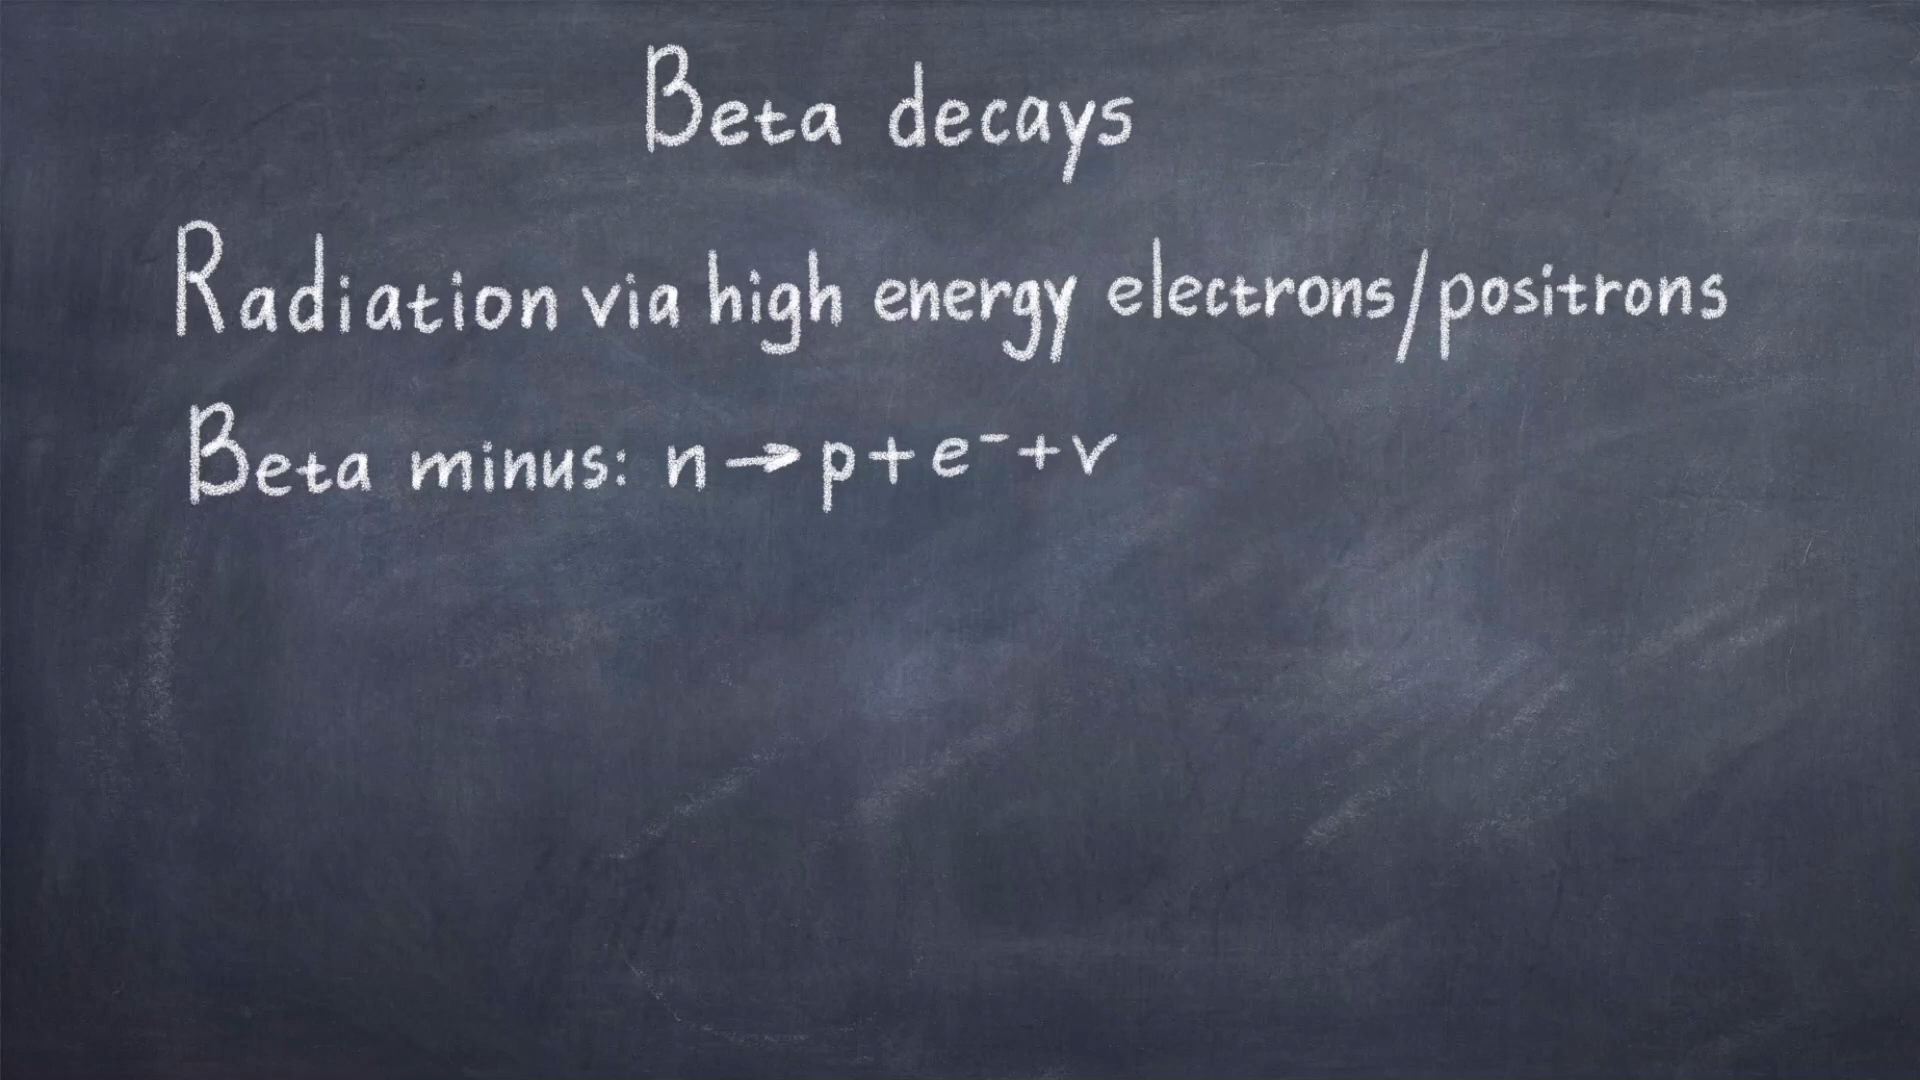 Beta decays
Radiation via high energy electrons/positrons
Beta minus: n → p + e⁻ + v